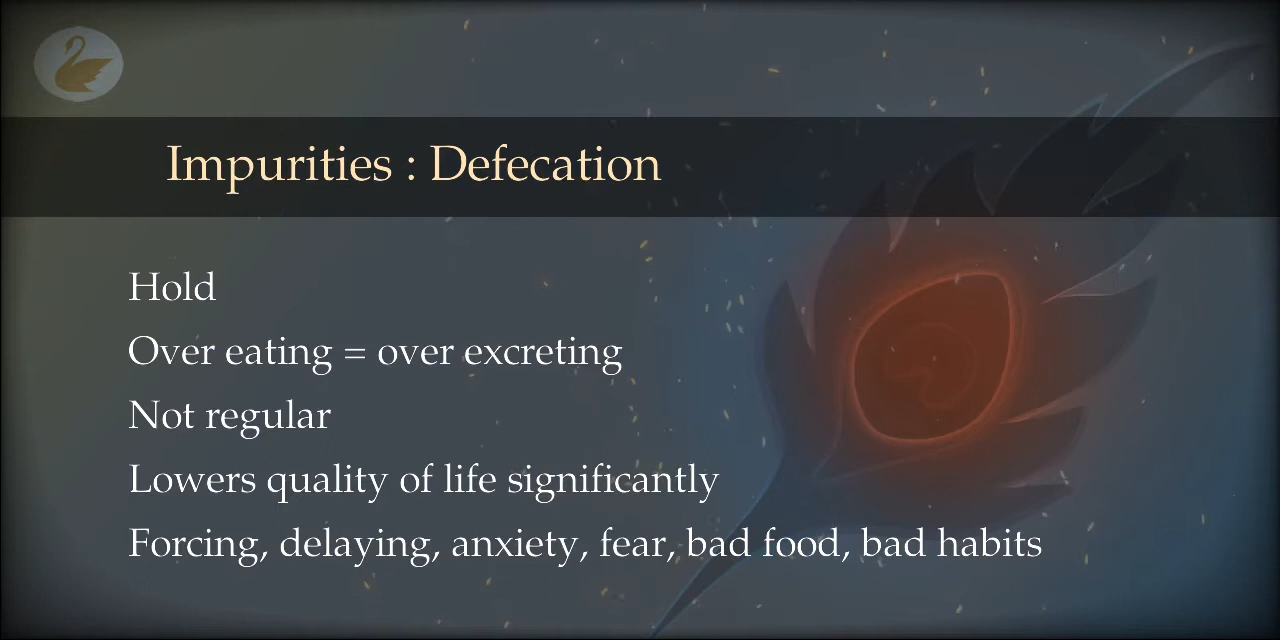 Impurities : Defecation
Hold
Over eating = over excreting
Not regular
Lowers quality of life significantly
Forcing, delaying, anxiety, fear, bad food, bad habits